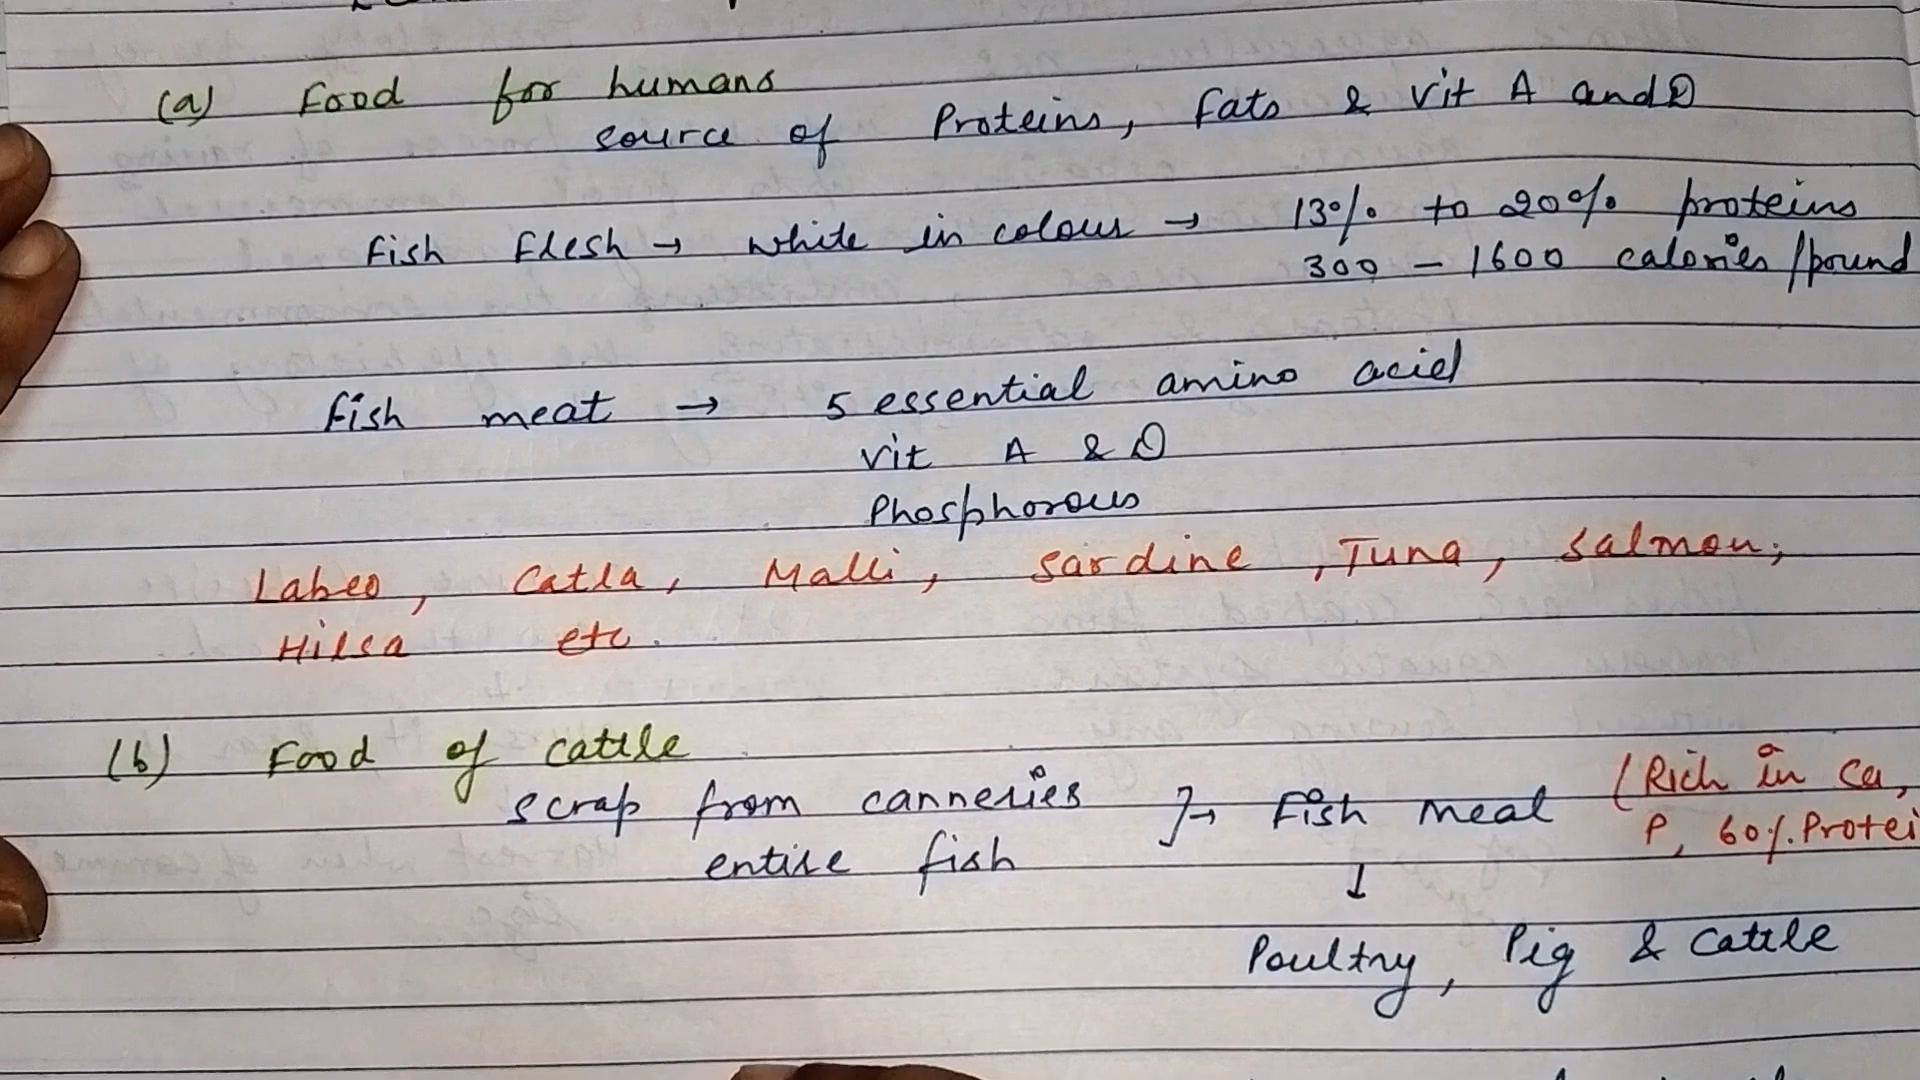 (a) Food for humans
source of Proteins, Fats & Vit A and D
Fish Flesh → white in colour → 13% to 20% proteins
300 - 1600 calories /pound
Fish meat → 5 essential amino acid
Vit A & D
Phosphorous
Labeo, Catla, Malli, Sardine, Tuna, Salmon,
Hilsa etc.
(b) Food of cattle
scrap from canneries ]→ Fish meal (Rich in Ca,
entire fish P, 60% Protei
↓
Poultry, Pig & Cattle